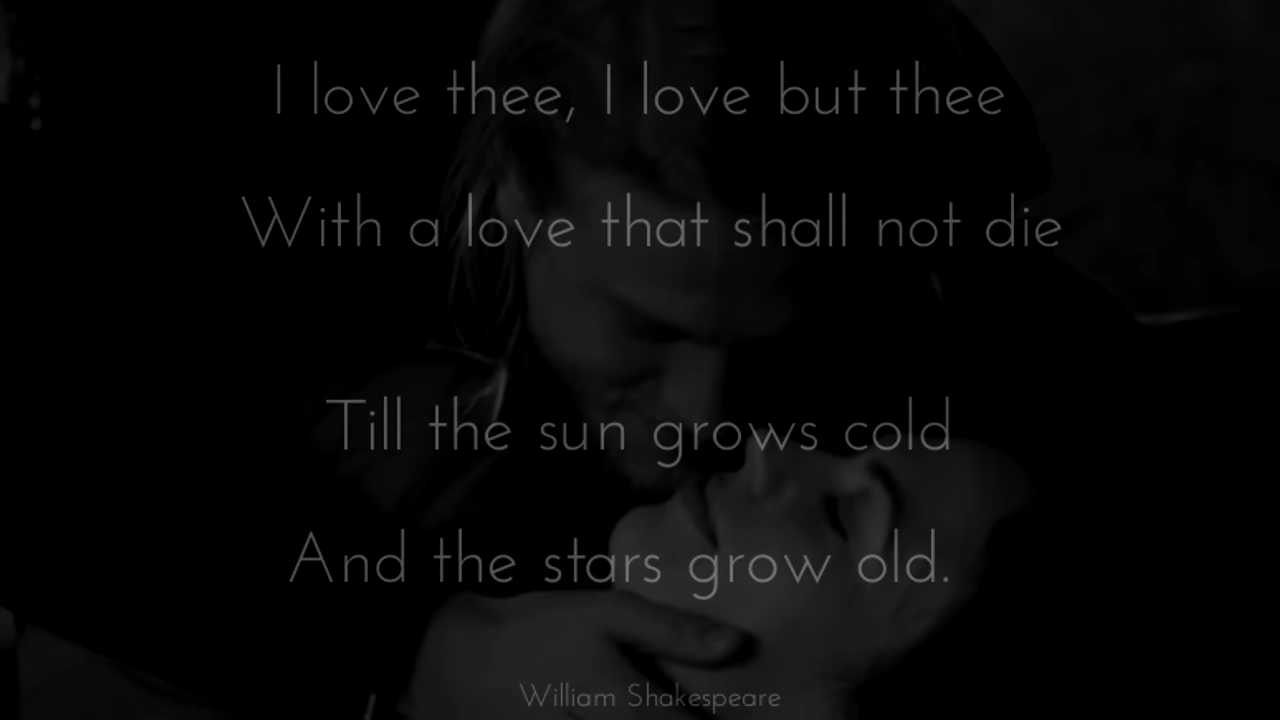 I love thee, I love but thee
With a love that shall not die
Till the sun grows cold
And the stars grow old.
William Shakespeare